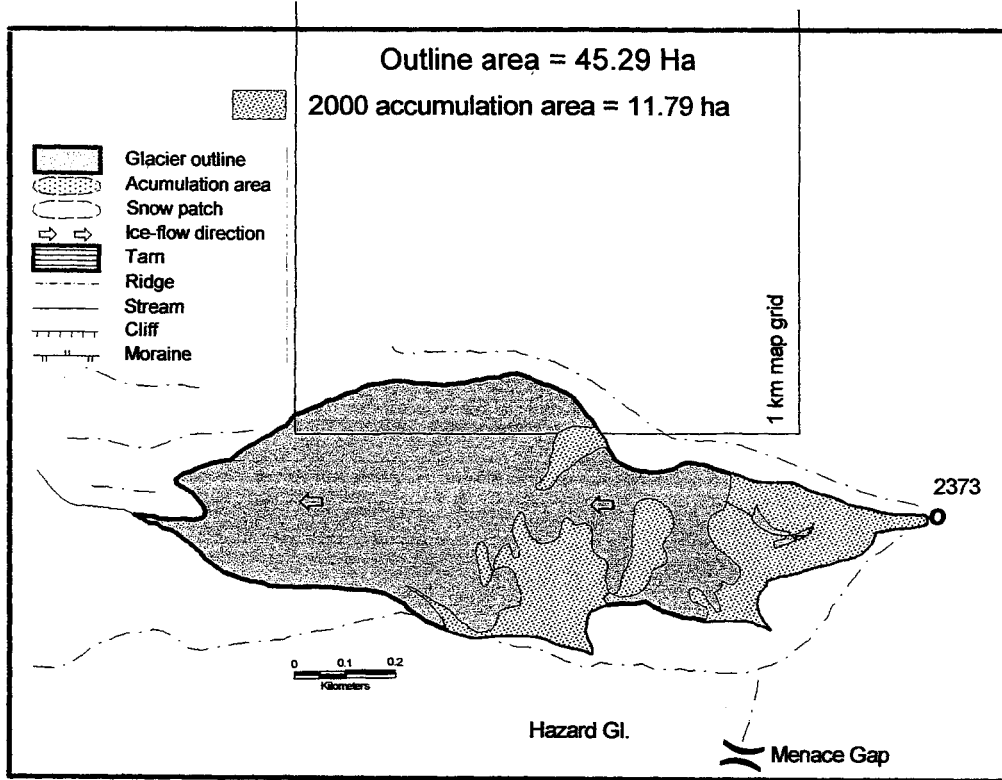 Outline area = 45.29 Ha
2000 accumulation area = 11.79 ha
Glacier outline
Acumulation area
Snow patch
Ice-flow direction
Tarn
Ridge
Stream
Cliff
Moraine
1 km map grid
2373
0 0.1 0.2
Kilometers
Hazard Gl.
Menace Gap